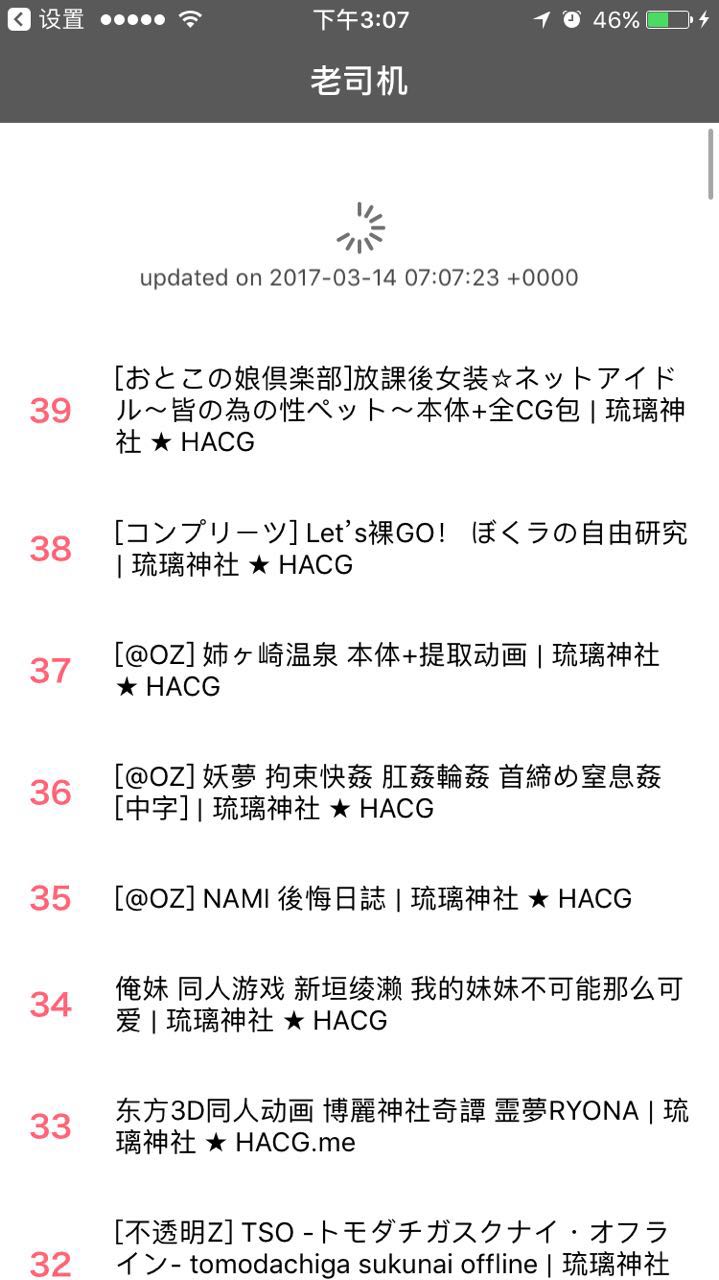 设置
下午3:07
46%
老司机
updated on 2017-03-14 07:07:23 +0000
39
[おとこの娘倶楽部]放課後女装☆ネットアイド
ル〜皆の為の性ペット〜本体+全CG包 | 琉璃神
社 ★ HACG
38
[コンプリーツ] Let’s裸GO！ ぼくラの自由研究
| 琉璃神社 ★ HACG
37
[@OZ] 姉ヶ崎温泉 本体+提取动画 | 琉璃神社
★ HACG
36
[@OZ] 妖夢 拘束快姦 肛姦輪姦 首締め窒息姦
[中字] | 琉璃神社 ★ HACG
35
[@OZ] NAMI 後悔日誌 | 琉璃神社 ★ HACG
34
俺妹 同人游戏 新垣绫濑 我的妹妹不可能那么可
爱 | 琉璃神社 ★ HACG
33
东方3D同人动画 博麗神社奇譚 霊夢RYONA | 琉
璃神社 ★ HACG.me
32
[不透明Z] TSO -トモダチガスクナイ・オフラ
イン- tomodachiga sukunai offline | 琉璃神社